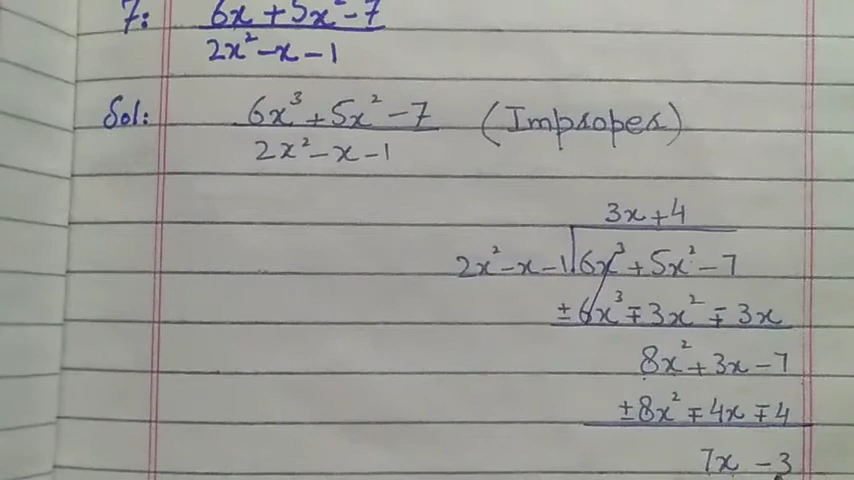 7: 6x + 5x² - 7
2x² - x - 1
Sol: 6x³ + 5x² - 7 (Improper)
2x² - x - 1
3x + 4
2x² - x - 1 6x³ + 5x² - 7
± 6x³ ∓ 3x² ∓ 3x
8x² + 3x - 7
± 8x² ∓ 4x ∓ 4
7x - 3